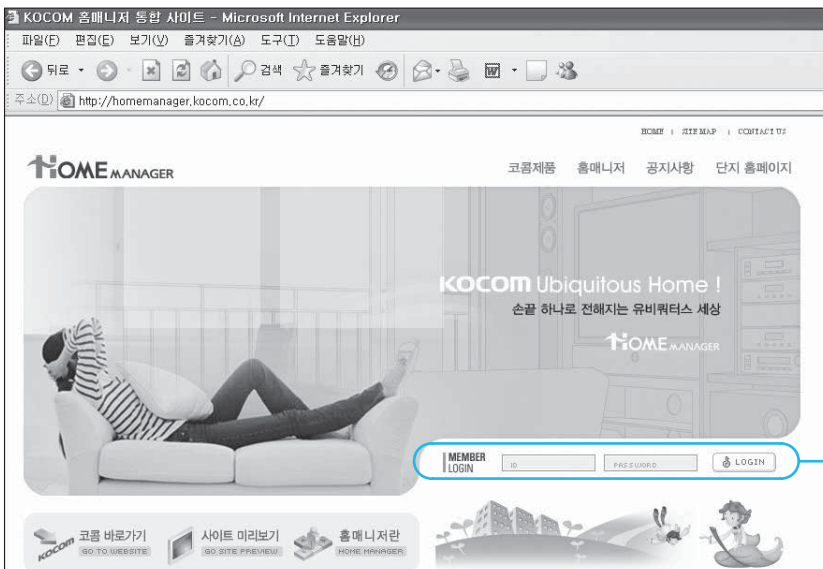 KOCOM 홈매니저 통합 사이트 - Microsoft Internet Explorer
파일(F) 편집(E) 보기(V) 즐겨찾기(A) 도구(T) 도움말(H)
뒤로 검색 즐겨찾기
주소(D) http://homemanager.kocom.co.kr/
HOME | SITEMAP | CONTACT US
HOME MANAGER
코콤제품 홈매니저 공지사항 단지 홈페이지
KOCOM Ubiquitous Home !
손끝 하나로 전해지는 유비쿼터스 세상
HOME MANAGER
MEMBER LOGIN ID PASSWORD LOGIN
KOCOM 코콤 바로가기 사이트 미리보기 홈매니저란
GO TO WEBSITE GO SITE PREVIEW HOME MANAGER